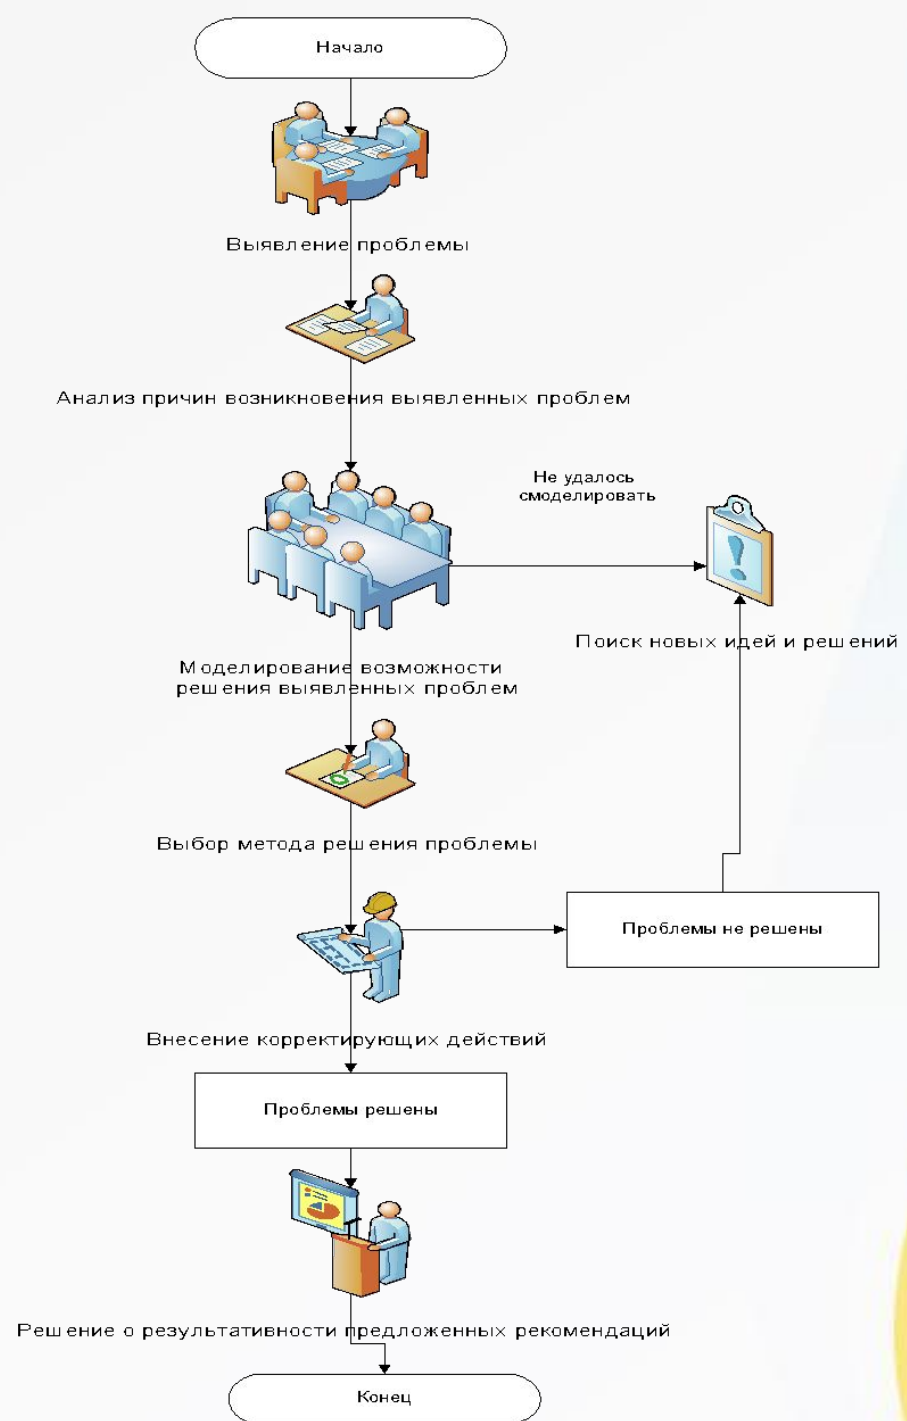 Начало
Выявление проблемы
Анализ причин возникновения выявленных проблем
Не удалось
смоделировать
Поиск новых идей и решений
Моделирование возможности
решения выявленных проблем
Выбор метода решения проблемы
Проблемы не решены
Внесение корректирующих действий
Проблемы решены
Решение о результативности предложенных рекомендаций
Конец